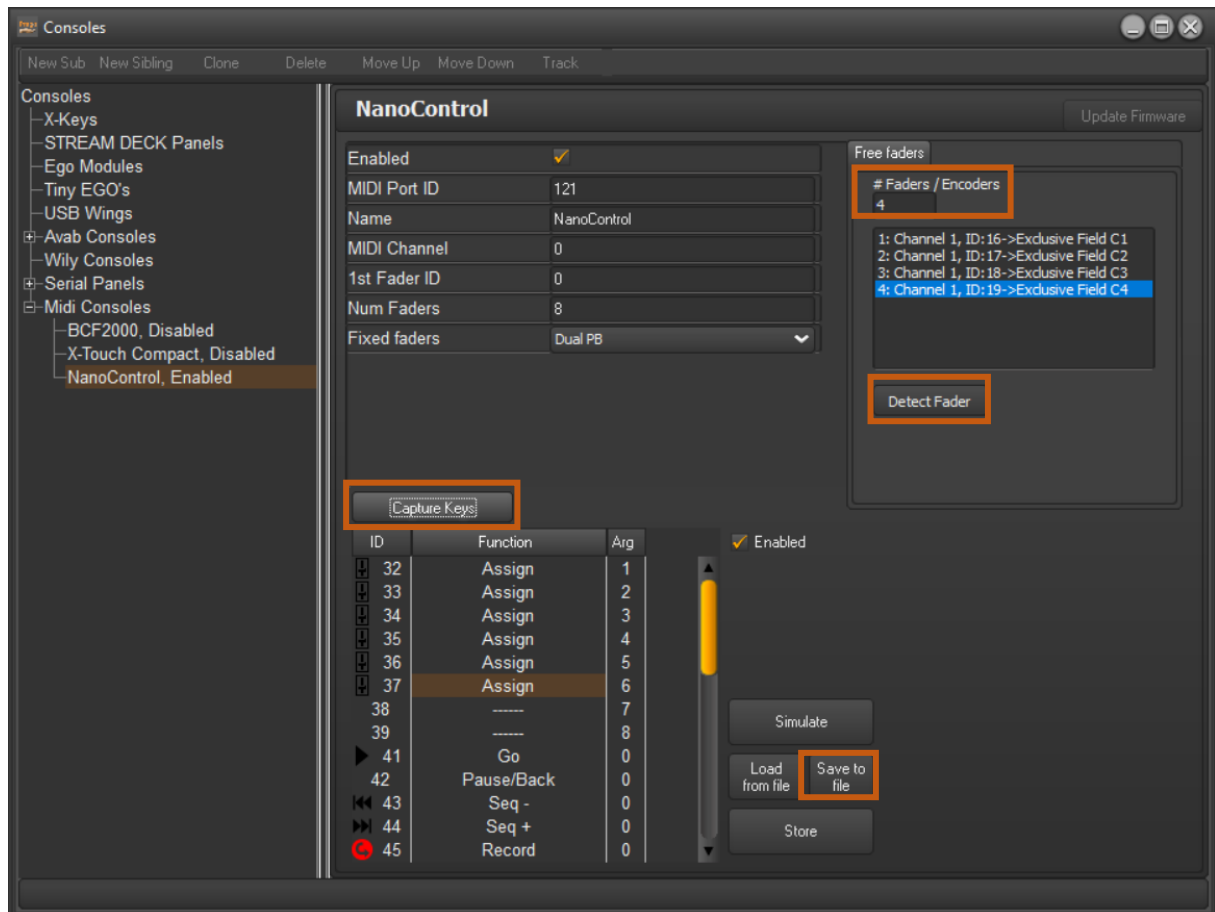 Consoles
New Sub New Sibling Clone Delete Move Up Move Down Track
Consoles
X-Keys
STREAM DECK Panels
Ego Modules
Tiny EGO's
USB Wings
Avab Consoles
Wily Consoles
Serial Panels
Midi Consoles
BCF2000, Disabled
X-Touch Compact, Disabled
NanoControl, Enabled
NanoControl
Update Firmware
Enabled
MIDI Port ID 121
Name NanoControl
MIDI Channel 0
1st Fader ID 0
Num Faders 8
Fixed faders Dual PB
Free faders
# Faders / Encoders
4
1: Channel 1, ID:16->Exclusive Field C1
2: Channel 1, ID:17->Exclusive Field C2
3: Channel 1, ID:18->Exclusive Field C3
4: Channel 1, ID:19->Exclusive Field C4
Detect Fader
Capture Keys
ID Function Arg
32 Assign 1
33 Assign 2
34 Assign 3
35 Assign 4
36 Assign 5
37 Assign 6
38 ------ 7
39 ------ 8
41 Go 0
42 Pause/Back 0
43 Seq - 0
44 Seq + 0
45 Record 0
Enabled
Simulate
Load
from file
Save to
file
Store